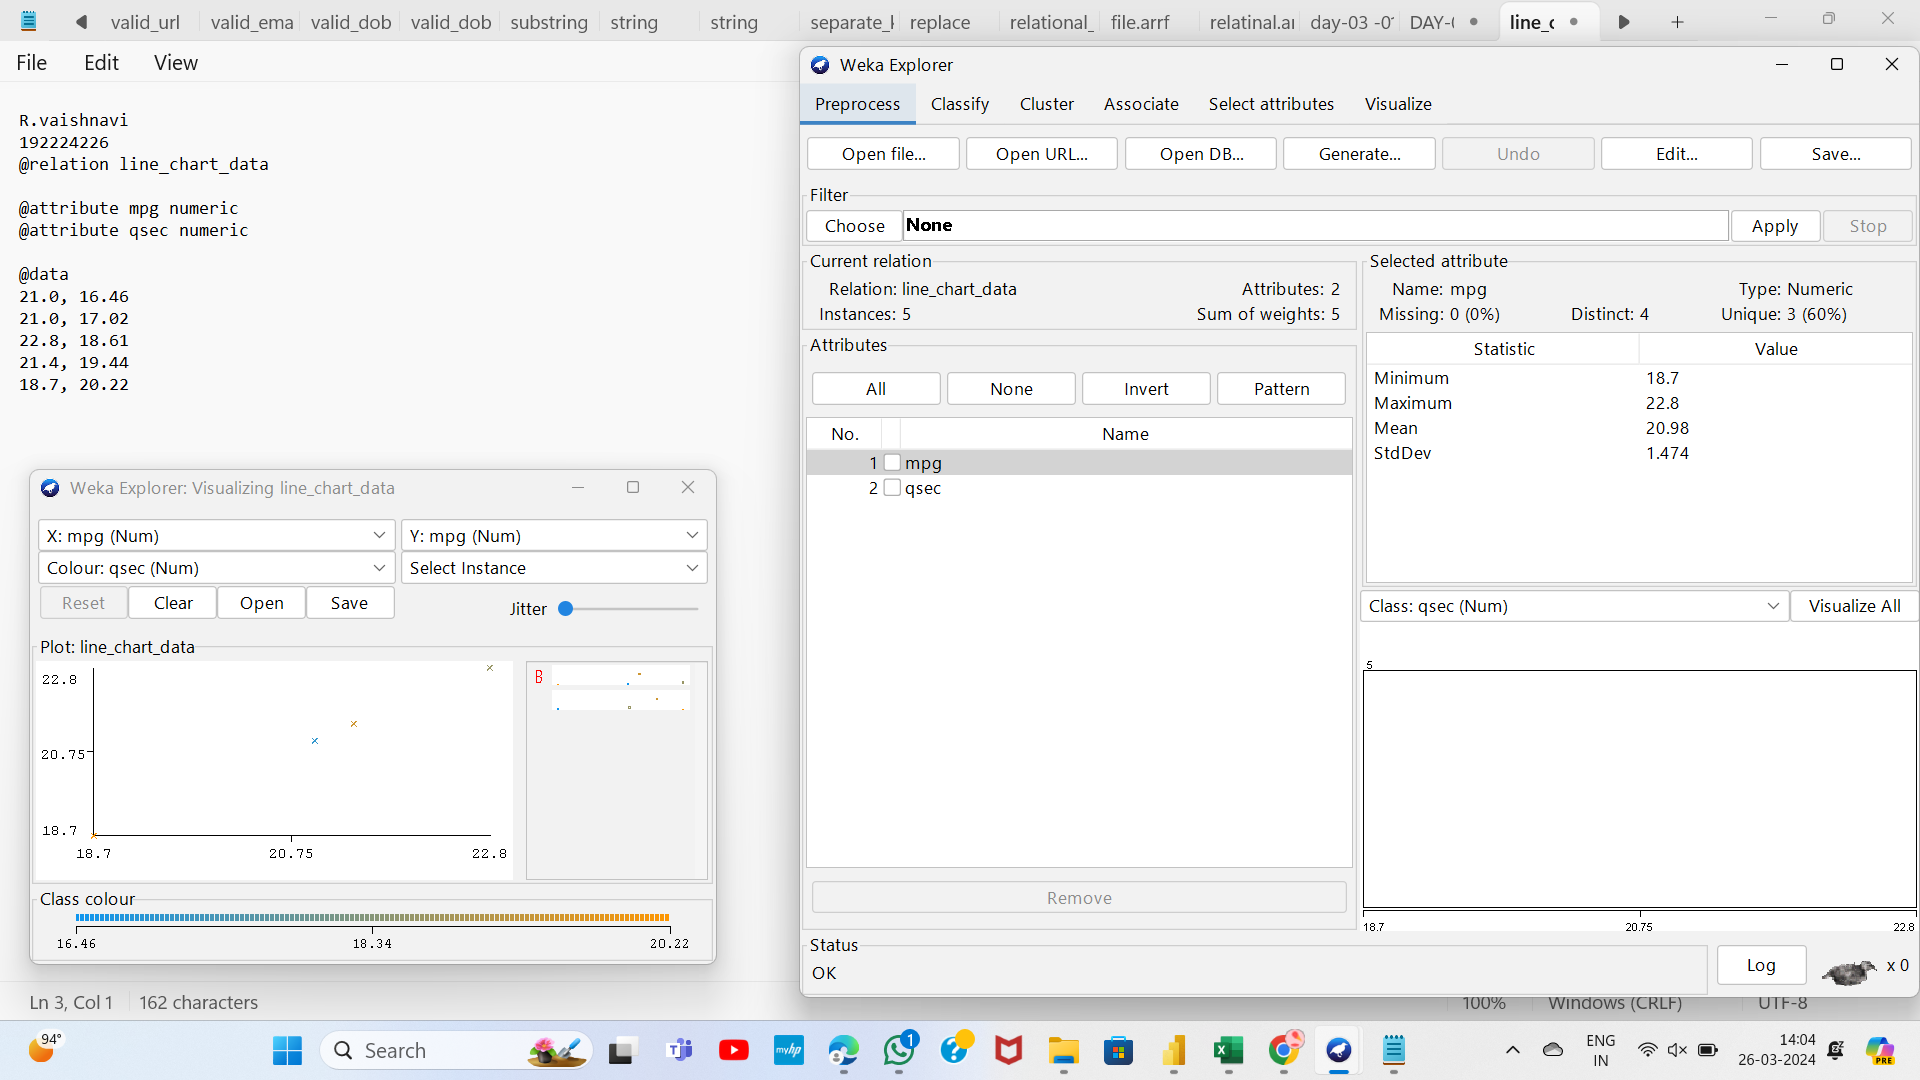 valid_url valid_ema valid_dob valid_dob substring string string separate_l replace relational_ file.arrf relatinal.ar day-03 -01 DAY-( line_c
File Edit View
R.vaishnavi
192224226
@relation line_chart_data
@attribute mpg numeric
@attribute qsec numeric
@data
21.0, 16.46
21.0, 17.02
22.8, 18.61
21.4, 19.44
18.7, 20.22
Weka Explorer: Visualizing line_chart_data
X: mpg (Num) Y: mpg (Num)
Colour: qsec (Num) Select Instance
Reset Clear Open Save Jitter
Plot: line_chart_data
22.8
20.75
18.7
18.7 20.75 22.8
B
Class colour
16.46 18.34 20.22
Weka Explorer
Preprocess Classify Cluster Associate Select attributes Visualize
Open file... Open URL... Open DB... Generate... Undo Edit... Save...
Filter
Choose None Apply Stop
Current relation
Relation: line_chart_data Attributes: 2
Instances: 5 Sum of weights: 5
Attributes
All None Invert Pattern
No. Name
1 mpg
2 qsec
Remove
Selected attribute
Name: mpg Type: Numeric
Missing: 0 (0%) Distinct: 4 Unique: 3 (60%)
Statistic Value
Minimum 18.7
Maximum 22.8
Mean 20.98
StdDev 1.474
Class: qsec (Num) Visualize All
5
18.7 20.75 22.8
Status
OK
Log x 0
Ln 3, Col 1 162 characters 100% Windows (CRLF) UTF-8
94° Search myhp 1 ENG IN 14:04 26-03-2024 PRE